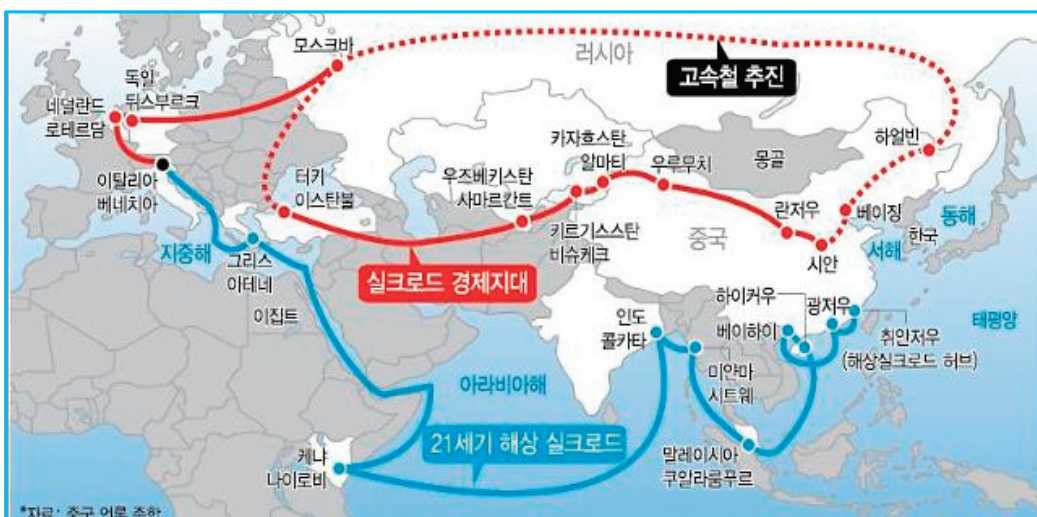 모스크바
러시아
고속철 추진
독일
뒤스부르크
네덜란드
로테르담
하얼빈
카자흐스탄
알마티
우루무치
몽골
이탈리아
베네치아
터키
이스탄불
우즈베키스탄
사마르칸트
란저우
베이징
동해
한국
서해
중국
시안
키르기스스탄
비슈케크
지중해
그리스
아테네
실크로드 경제지대
이집트
하이커우
광저우
인도
콜카타
베이하이
취안저우
(해상실크로드 허브)
태평양
미얀마
시트웨
아라비아해
21세기 해상 실크로드
케냐
나이로비
말레이시아
쿠알라룸푸르
*자료: 중국 언론 종합